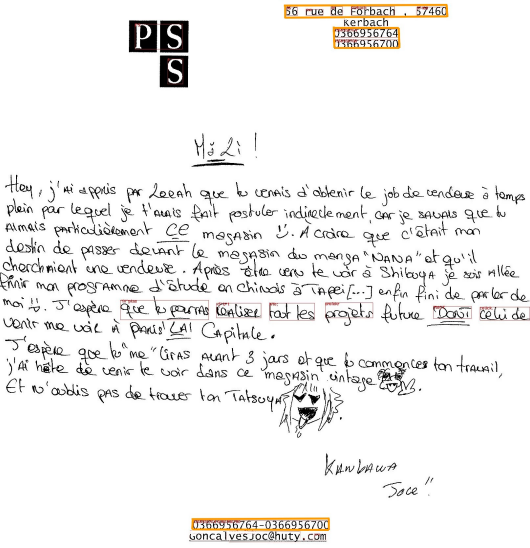 56 rue de Forbach , 57460
Kerbach
0366956764
0366956700
PS
S
Mö Li !
Hey, j'ai appris par Leeah que tu venais d'obtenir le job de vendeuse à temps
plein par lequel je t'avais fait postuler indirectement, car je savais que tu
aimais particulièrement CE magasin !! A croire que c'était mon
destin de passer devant le magasin du manga "NANA" et qu'il
cherchaient une vendeuse. Après être venu te voir à Shibuya je suis allée
finir mon programme d'étude en chinois à Tapei [...] enfin fini de parler de
moi !! J'espère que tu pourras réaliser tout tes projets future DONT celui de
venir me voir à Paris LA! Capitale.
J'espère que tu "me" liras avant 3 jours et que tu commences ton travail,
j'ai hâte de venir te voir dans ce magasin vintage
Et n'oublis pas de trouver ton Tatsuya
Kankawa
Joce !!
0366956764-0366956700
Goncalvesjoc@huty.com